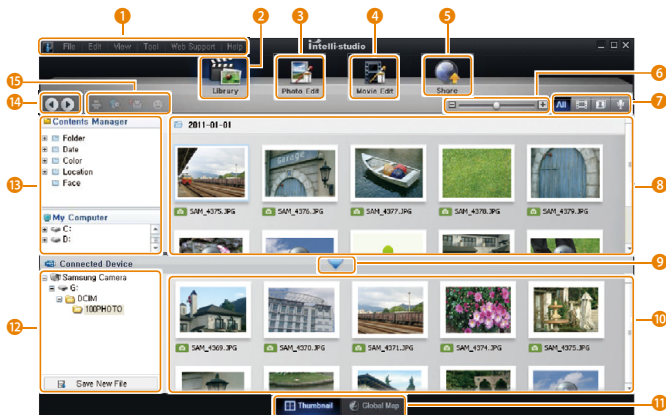 1
2
3
4
5
File Edit View Tool Web Support Help
intelli-studio
Library
Photo Edit
Movie Edit
Share
6
15
14
All
7
Contents Manager
Folder
Date
Color
Location
Face
13
2011-01-01
SAM_4375.JPG
SAM_4376.JPG
SAM_4377.JPG
SAM_4378.JPG
SAM_4379.JPG
8
My Computer
C:
D:
Connected Device
9
Samsung Camera
G:
DCIM
100PHOTO
12
SAM_4369.JPG
SAM_4370.JPG
SAM_4371.JPG
SAM_4374.JPG
SAM_4375.JPG
10
Save New File
Thumbnail
Global Map
11